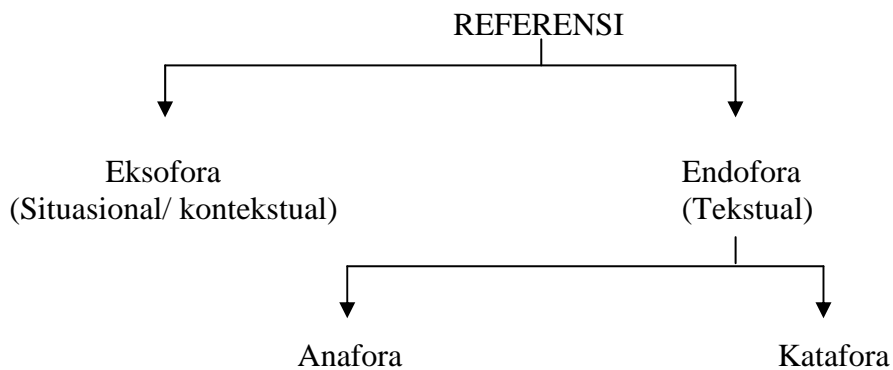 REFERENSI
Eksofora
(Situasional/ kontekstual)
Endofora
(Tekstual)
Anafora
Katafora